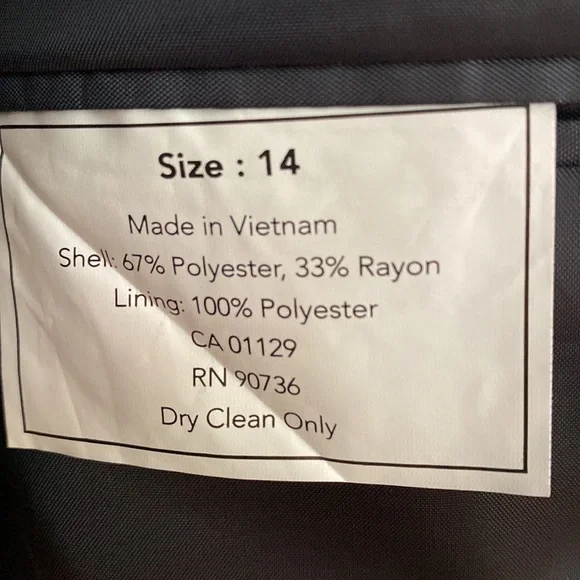 Size : 14
Made in Vietnam
Shell: 67% Polyester, 33% Rayon
Lining: 100% Polyester
CA 01129
RN 90736
Dry Clean Only